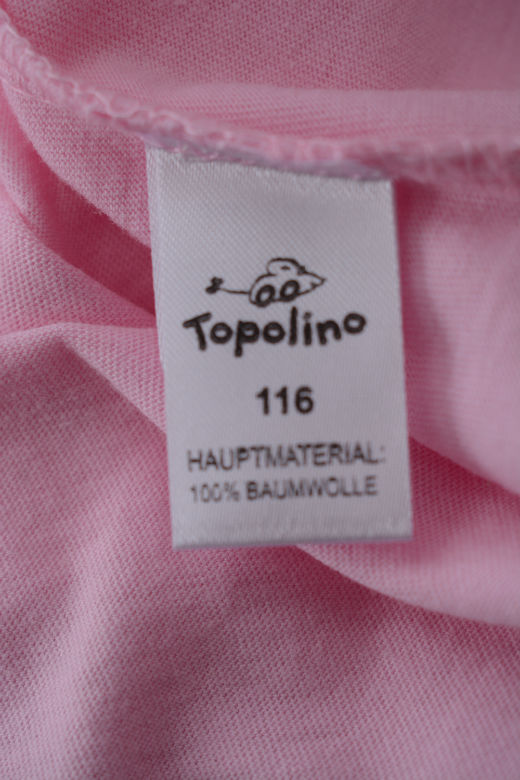 Topolino
116
HAUPTMATERIAL:
100% BAUMWOLLE